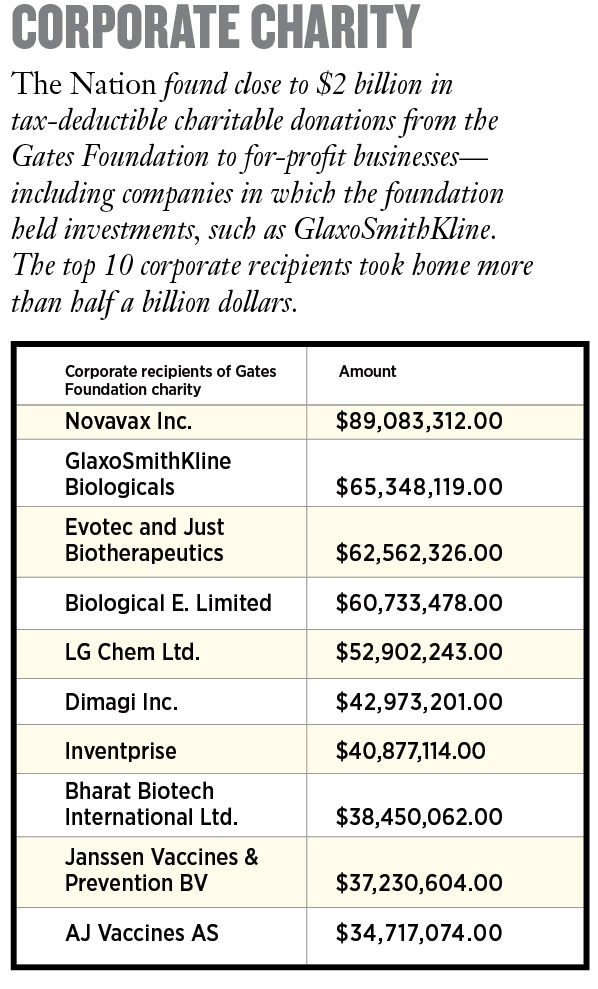 CORPORATE CHARITY
The Nation found close to $2 billion in
tax-deductible charitable donations from the
Gates Foundation to for-profit businesses—
including companies in which the foundation
held investments, such as GlaxoSmithKline.
The top 10 corporate recipients took home more
than half a billion dollars.
Corporate recipients of Gates
Foundation charity
Amount
Novavax Inc.
$89,083,312.00
GlaxoSmithKline
Biologicals
$65,348,119.00
Evotec and Just
Biotherapeutics
$62,562,326.00
Biological E. Limited
$60,733,478.00
LG Chem Ltd.
$52,902,243.00
Dimagi Inc.
$42,973,201.00
Inventprise
$40,877,114.00
Bharat Biotech
International Ltd.
$38,450,062.00
Janssen Vaccines &
Prevention BV
$37,230,604.00
AJ Vaccines AS
$34,717,074.00